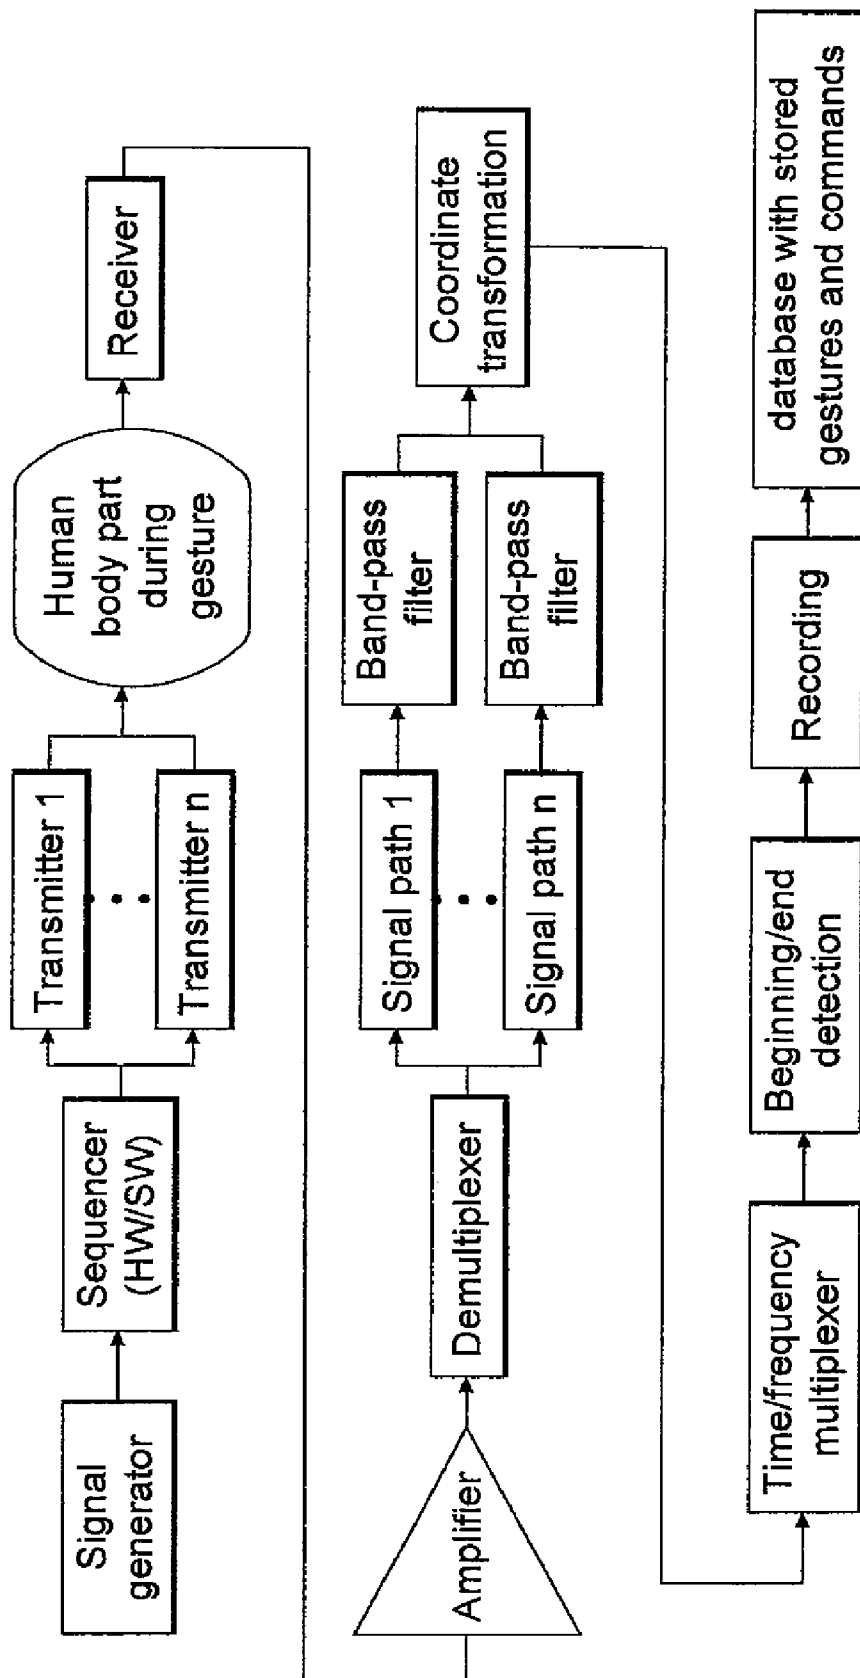 Signal
generator
Sequencer
(HW/SW)
Transmitter 1
Transmitter n
Human
body part
during
gesture
Receiver
Amplifier
Demultiplexer
Signal path 1
Signal path n
Band-pass
filter
Band-pass
filter
Coordinate
transformation
Time/frequency
multiplexer
Beginning/end
detection
Recording
database with stored
gestures and commands